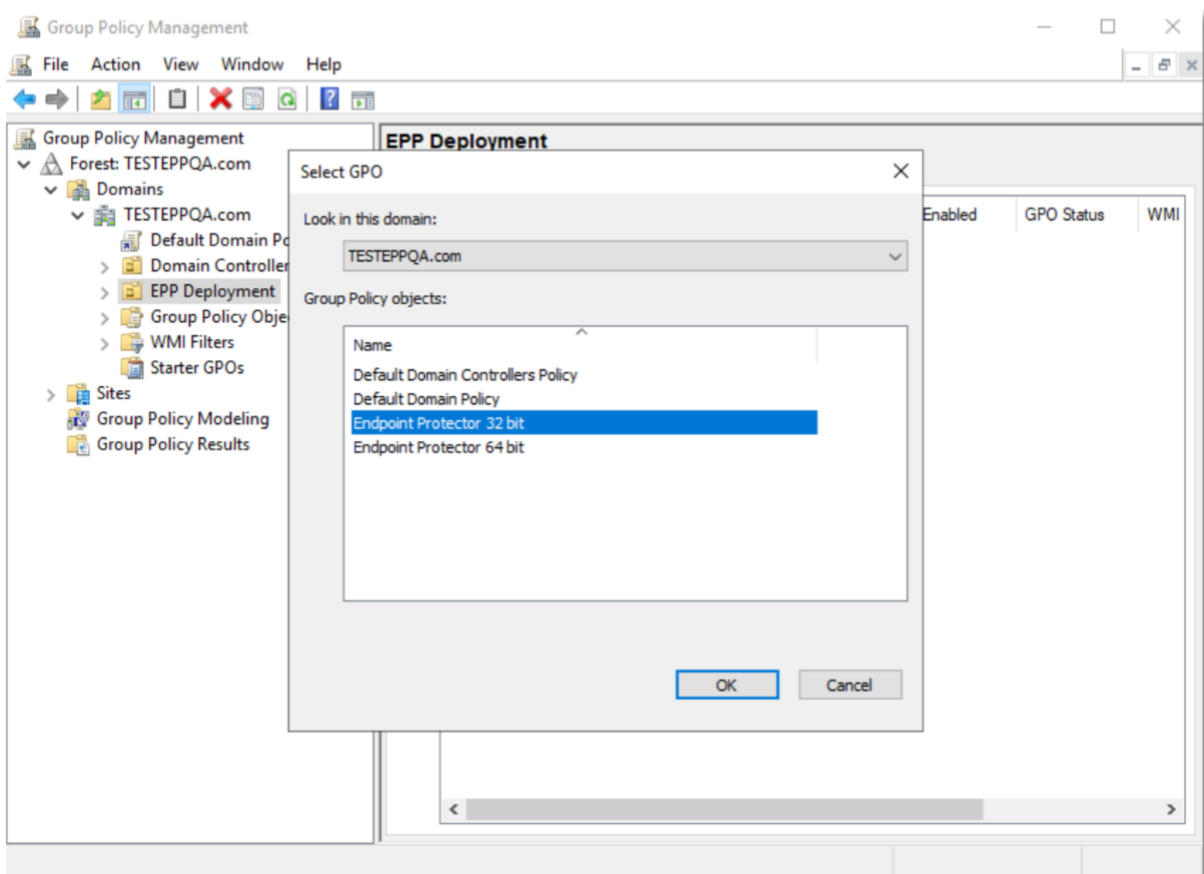 Group Policy Management
File Action View Window Help
Group Policy Management
Forest: TESTEPPQA.com
Domains
TESTEPPQA.com
Default Domain Po
Domain Controller
EPP Deployment
Group Policy Obje
WMI Filters
Starter GPOs
Sites
Group Policy Modeling
Group Policy Results
EPP Deployment
Enabled GPO Status WMI
Select GPO
Look in this domain:
TESTEPPQA.com
Group Policy objects:
Name
Default Domain Controllers Policy
Default Domain Policy
Endpoint Protector 32 bit
Endpoint Protector 64 bit
OK Cancel